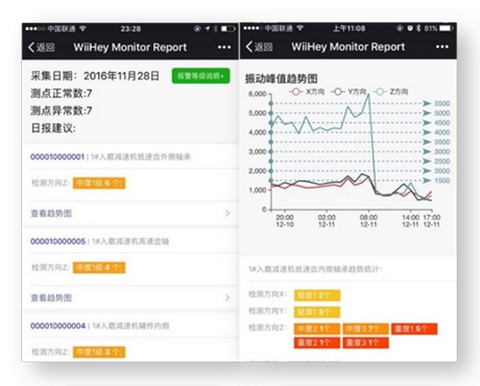 中国联通
23:28
返回
WiiHey Monitor Report
采集日期：2016年11月28日
报警等级说明+
测点正常数:7
测点异常数:7
日报建议:
000010000001 | 1#入磨减速机低速齿外侧轴承
检测方向Z: 中度1级 6 个;
查看趋势图
000010000005 | 1#入磨减速机高速齿轴
检测方向Z: 中度1级 4 个;
查看趋势图
000010000004 | 1#入磨减速机辅传内侧
检测方向Z: 中度1级 3 个;
中国联通
上午11:08
81%
返回
WiiHey Monitor Report
振动峰值趋势图
X方向 Y方向 Z方向
6,000
5,000
4,000
3,000
2,000
1,000
0
5500
5000
4500
4000
3500
3000
2500
2000
1500
20:00 02:00 08:00 14:00 17:00
12-10 12-11 12-11 12-11 12-11
1#入磨减速机低速齿内侧轴承趋势统计:
检测方向X: 轻度1 2个
检测方向Y: 轻度1 3个
检测方向Z: 中度2 1个 中度3 7个 重度1 5个
重度2 1个 重度3 1个